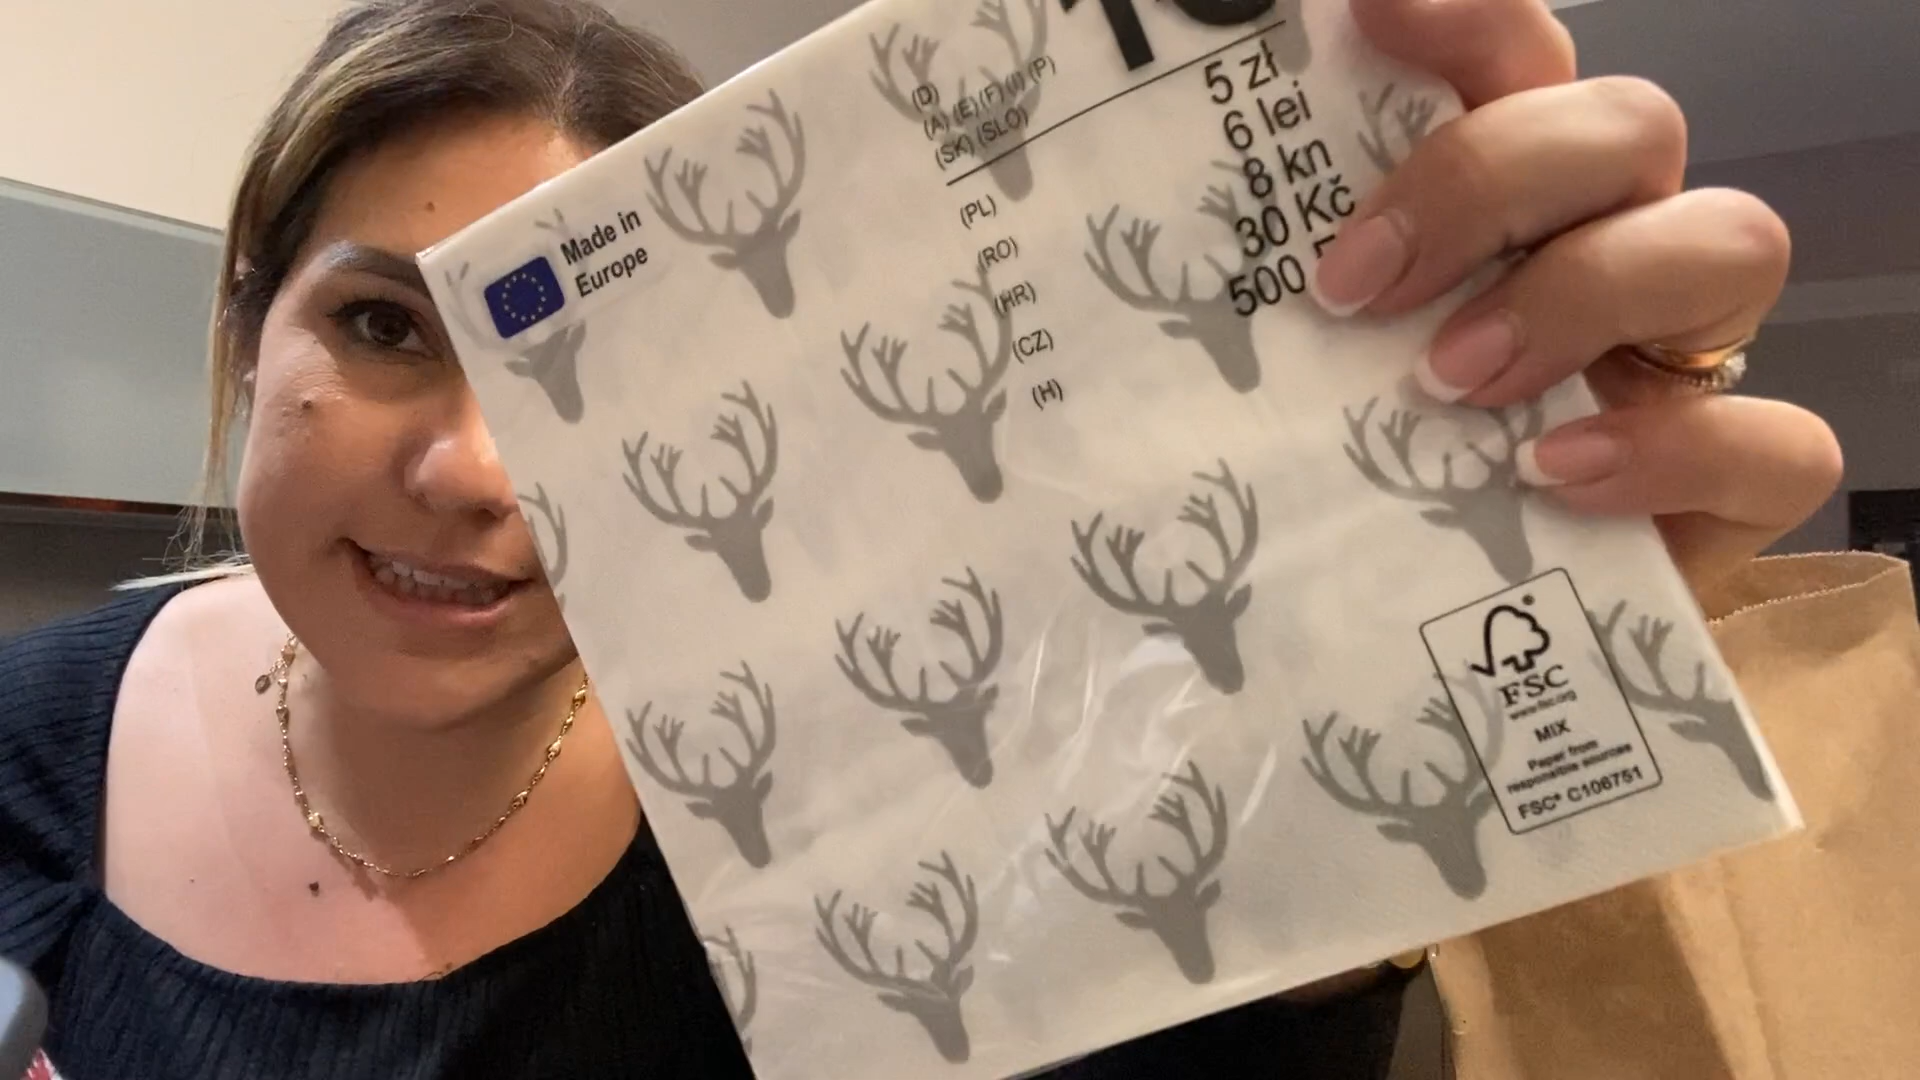 (D)
(A) (E) (F) (I) (P)
(SK) (SLO)
5 zł
6 lei
8 kn
30 Kč
500
(PL)
(RO)
(HR)
(CZ)
(H)
Made in
Europe
FSC®
www.fsc.org
MIX
Paper from
responsible sources
FSC® C106751